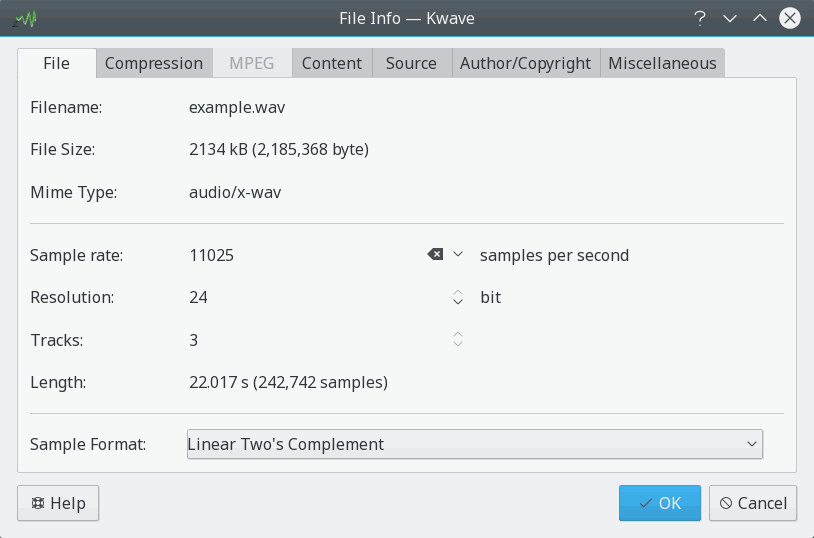 File Info — Kwave
File Compression MPEG Content Source Author/Copyright Miscellaneous
Filename: example.wav
File Size: 2134 kB (2,185,368 byte)
Mime Type: audio/x-wav
Sample rate: 11025 samples per second
Resolution: 24 bit
Tracks: 3
Length: 22.017 s (242,742 samples)
Sample Format: Linear Two's Complement
Help OK Cancel